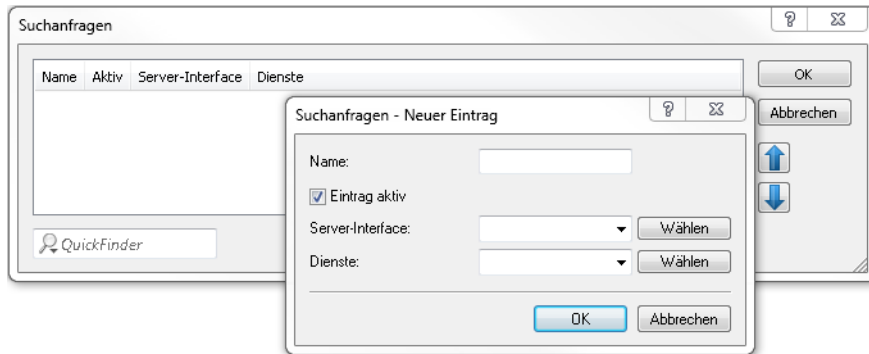 Suchanfragen
Name Aktiv Server-Interface Dienste
OK
Abbrechen
QuickFinder
Suchanfragen - Neuer Eintrag
Name:
Eintrag aktiv
Server-Interface: Wählen
Dienste: Wählen
OK Abbrechen